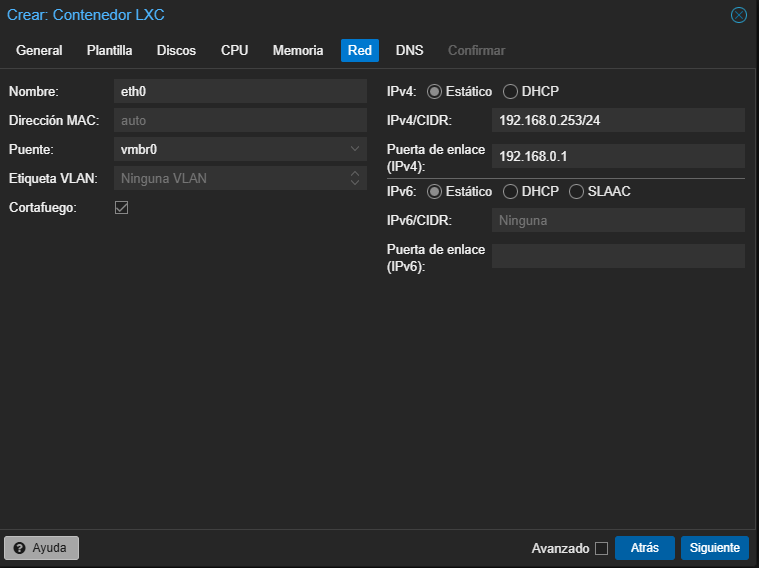 Crear: Contenedor LXC
General Plantilla Discos CPU Memoria Red DNS Confirmar
Nombre: eth0
Dirección MAC: auto
Puente: vmbr0
Etiqueta VLAN: Ninguna VLAN
Cortafuego:
IPv4: Estático DHCP
IPv4/CIDR: 192.168.0.253/24
Puerta de enlace
(IPv4): 192.168.0.1
IPv6: Estático DHCP SLAAC
IPv6/CIDR: Ninguna
Puerta de enlace
(IPv6):
? Ayuda Avanzado Atrás Siguiente